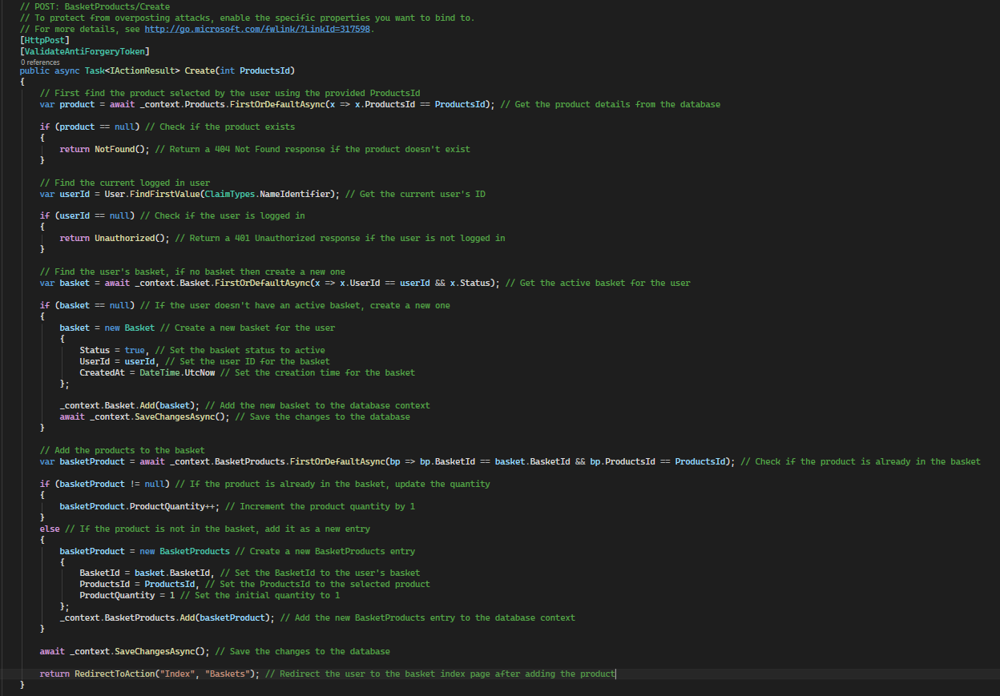 // POST: BasketProducts/Create
// To protect from overposting attacks, enable the specific properties you want to bind to.
// For more details, see http://go.microsoft.com/fwlink/?LinkId=317598.
[HttpPost]
[ValidateAntiForgeryToken]
0 references
public async Task<IActionResult> Create(int ProductsId)
{
    // First find the product selected by the user using the provided ProductsId
    var product = await _context.Products.FirstOrDefaultAsync(x => x.ProductsId == ProductsId); // Get the product details from the database

    if (product == null) // Check if the product exists
    {
        return NotFound(); // Return a 404 Not Found response if the product doesn't exist
    }

    // Find the current logged in user
    var userId = User.FindFirstValue(ClaimTypes.NameIdentifier); // Get the current user's ID

    if (userId == null) // Check if the user is logged in
    {
        return Unauthorized(); // Return a 401 Unauthorized response if the user is not logged in
    }

    // Find the user's basket, if no basket then create a new one
    var basket = await _context.Basket.FirstOrDefaultAsync(x => x.UserId == userId && x.Status); // Get the active basket for the user

    if (basket == null) // If the user doesn't have an active basket, create a new one
    {
        basket = new Basket // Create a new basket for the user
        {
            Status = true, // Set the basket status to active
            UserId = userId, // Set the user ID for the basket
            CreatedAt = DateTime.UtcNow // Set the creation time for the basket
        };

        _context.Basket.Add(basket); // Add the new basket to the database context
        await _context.SaveChangesAsync(); // Save the changes to the database
    }

    // Add the products to the basket
    var basketProduct = await _context.BasketProducts.FirstOrDefaultAsync(bp => bp.BasketId == basket.BasketId && bp.ProductsId == ProductsId); // Check if the product is already in the basket

    if (basketProduct != null) // If the product is already in the basket, update the quantity
    {
        basketProduct.ProductQuantity++; // Increment the product quantity by 1
    }
    else // If the product is not in the basket, add it as a new entry
    {
        basketProduct = new BasketProducts // Create a new BasketProducts entry
        {
            BasketId = basket.BasketId, // Set the BasketId to the user's basket
            ProductsId = ProductsId, // Set the ProductsId to the selected product
            ProductQuantity = 1 // Set the initial quantity to 1
        };
        _context.BasketProducts.Add(basketProduct); // Add the new BasketProducts entry to the database context
    }

    await _context.SaveChangesAsync(); // Save the changes to the database

    return RedirectToAction("Index", "Baskets"); // Redirect the user to the basket index page after adding the product
}